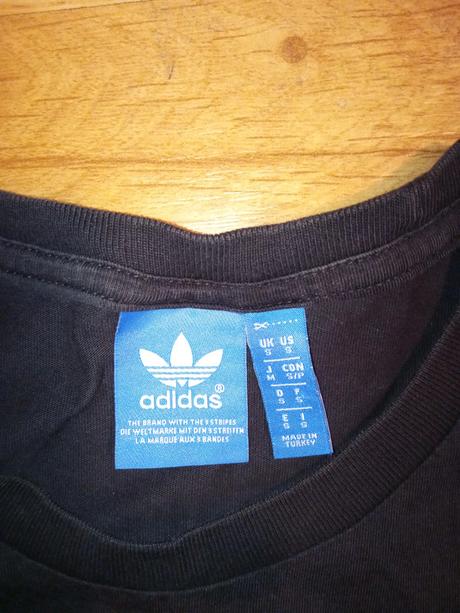 adidas®
THE BRAND WITH THE 3 STRIPES
DIE WELTMARKE MIT DEN 3 STREIFEN
LA MARQUE AUX 3 BANDES
UK US
S S
J CDN
M S/P
D F
S S
E I
S S
MADE IN
TURKEY